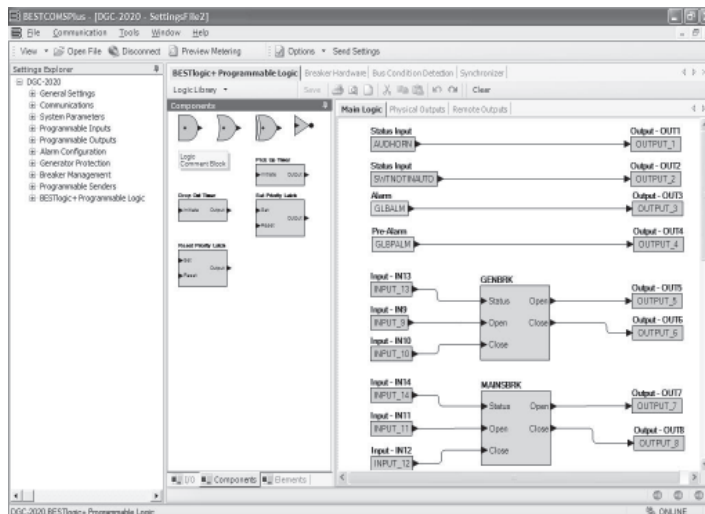 BESTCOMSPlus - [DGC-2020 - SettingsFile2]
File Communication Tools Window Help
View Open File Disconnect Preview Metering Options Send Settings
Settings Explorer
DGC-2020
General Settings
Communications
System Parameters
Programmable Inputs
Programmable Outputs
Alarm Configuration
Generator Protection
Breaker Management
Programmable Senders
BESTlogic+ Programmable Logic
BESTlogic+ Programmable Logic Breaker Hardware Bus Condition Detection Synchronizer
Logic Library Save Clear
Components
Logic
Comment Block
Pick Up Timer
Initiate Output
Drop Out Timer
Initiate Output
Set Priority Latch
Set
Output
Reset
Reset Priority Latch
Set
Output
Reset
I/O Components Elements
Main Logic Physical Outputs Remote Outputs
Status Input Output - OUT1
AUDHORN OUTPUT_1
Status Input Output - OUT2
SWTNOTINAUTO OUTPUT_2
Alarm Output - OUT3
GLBALM OUTPUT_3
Pre-Alarm Output - OUT4
GLBPALM OUTPUT_4
Input - IN13 GENBRK Output - OUT5
INPUT_13 Status Open OUTPUT_5
Input - IN9 Output - OUT6
INPUT_9 Open Close OUTPUT_6
Input - IN10
INPUT_10 Close
Input - IN14 MAINSBRK Output - OUT7
INPUT_14 Status Open OUTPUT_7
Input - IN11 Output - OUT8
INPUT_11 Open Close OUTPUT_8
Input - IN12
INPUT_12 Close
DGC-2020 BESTlogic+ Programmable Logic ONLINE